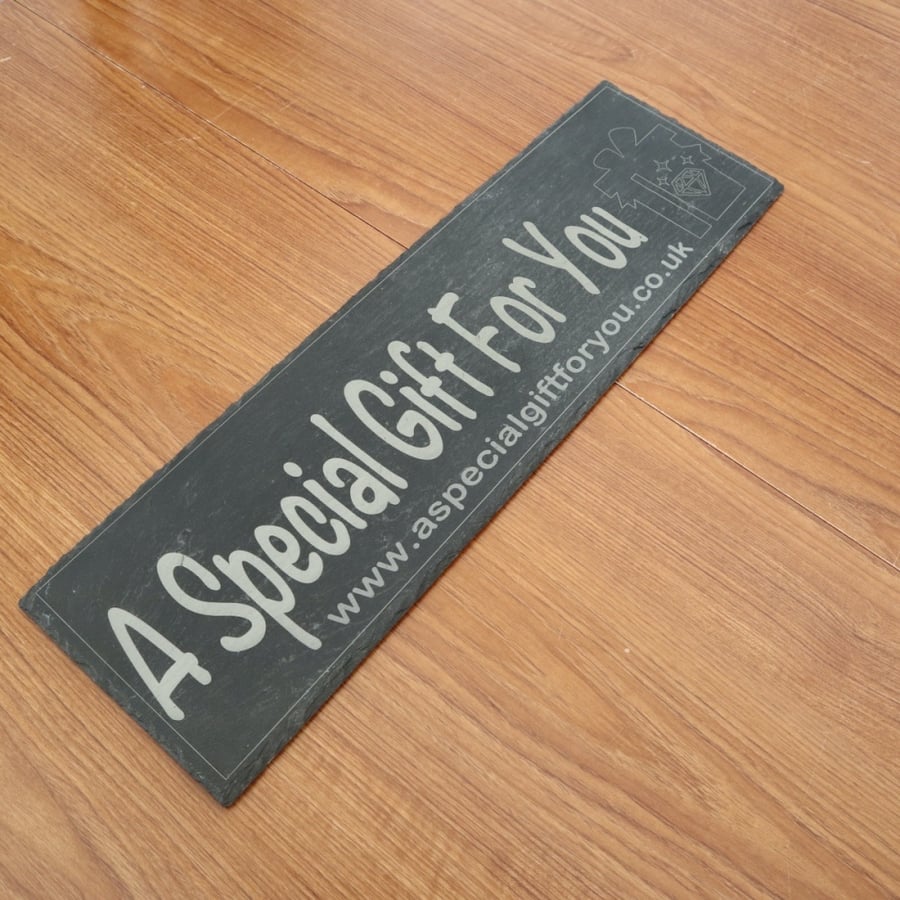 A Special Gift For You
www.aspecialgiftforyou.co.uk